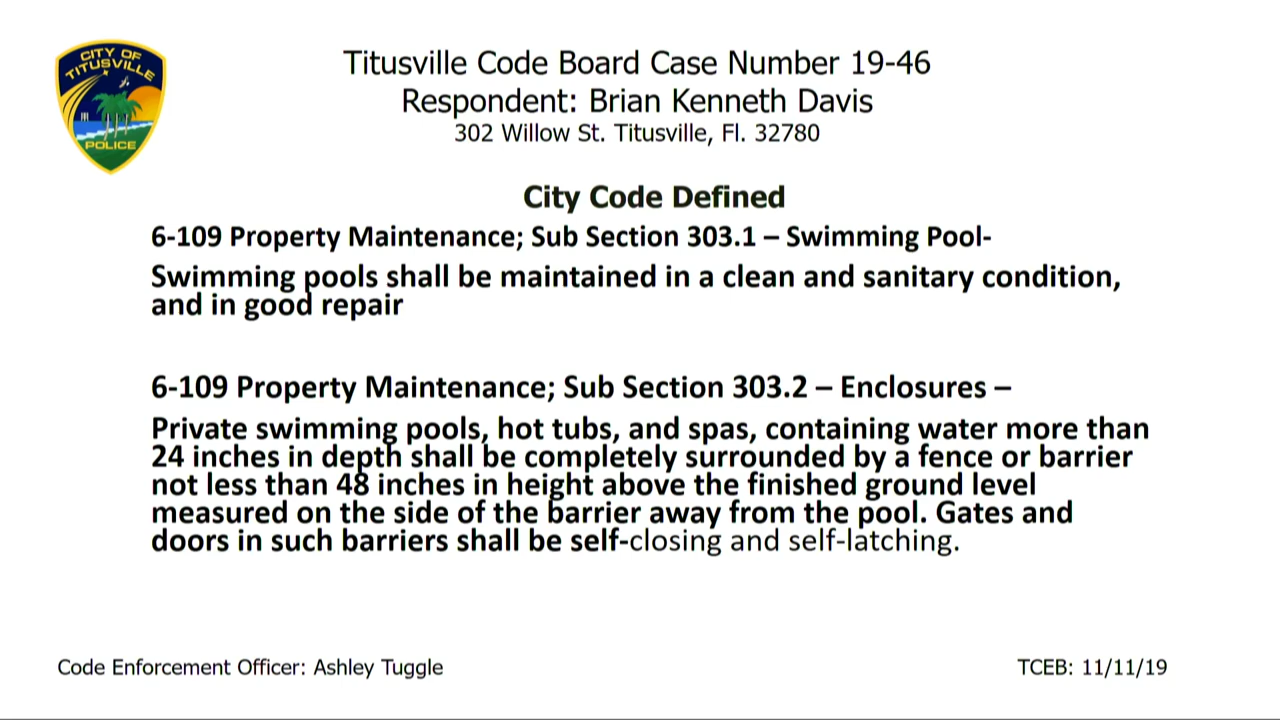 CITY OF
TITUSVILLE
POLICE
Titusville Code Board Case Number 19-46
Respondent: Brian Kenneth Davis
302 Willow St. Titusville, Fl. 32780
City Code Defined
6-109 Property Maintenance; Sub Section 303.1 – Swimming Pool-
Swimming pools shall be maintained in a clean and sanitary condition,
and in good repair
6-109 Property Maintenance; Sub Section 303.2 – Enclosures –
Private swimming pools, hot tubs, and spas, containing water more than
24 inches in depth shall be completely surrounded by a fence or barrier
not less than 48 inches in height above the finished ground level
measured on the side of the barrier away from the pool. Gates and
doors in such barriers shall be self-closing and self-latching.
Code Enforcement Officer: Ashley Tuggle
TCEB: 11/11/19